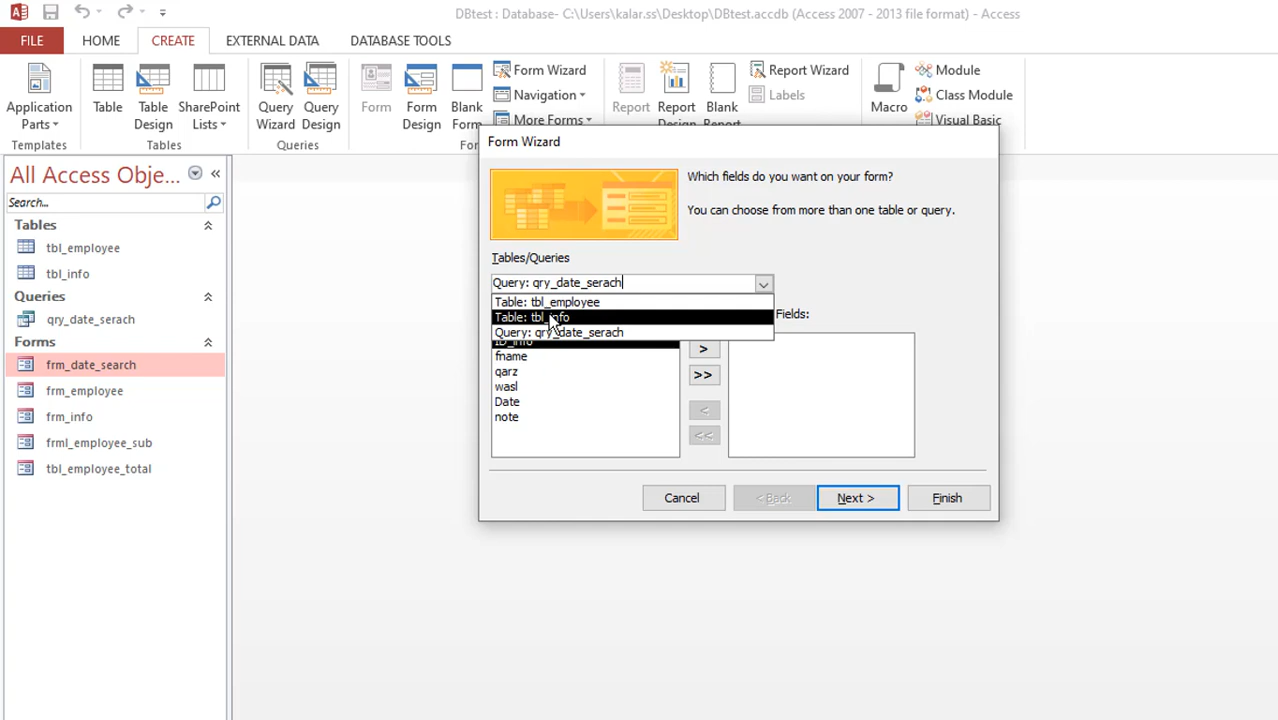 DBtest : Database- C:\Users\kalar.ss\Desktop\DBtest.accdb (Access 2007 - 2013 file format) - Access
FILE HOME CREATE EXTERNAL DATA DATABASE TOOLS
Application Parts
Table
Table Design
SharePoint Lists
Query Wizard
Query Design
Form
Form Design
Blank Form
Form Wizard
Navigation
More Forms
Report
Report Design
Blank Report
Report Wizard
Labels
Macro
Module
Class Module
Visual Basic
Templates
Tables
Queries
All Access Obje...
Search...
Tables
tbl_employee
tbl_info
Queries
qry_date_serach
Forms
frm_date_search
frm_employee
frm_info
frml_employee_sub
tbl_employee_total
Form Wizard
Which fields do you want on your form?
You can choose from more than one table or query.
Tables/Queries
Query: qry_date_serach
Table: tbl_employee
Table: tbl_info
Query: qry_date_serach
Fields:
ID_info
fname
qarz
wasl
Date
note
>
>>
<
<<
Cancel
< Back
Next >
Finish